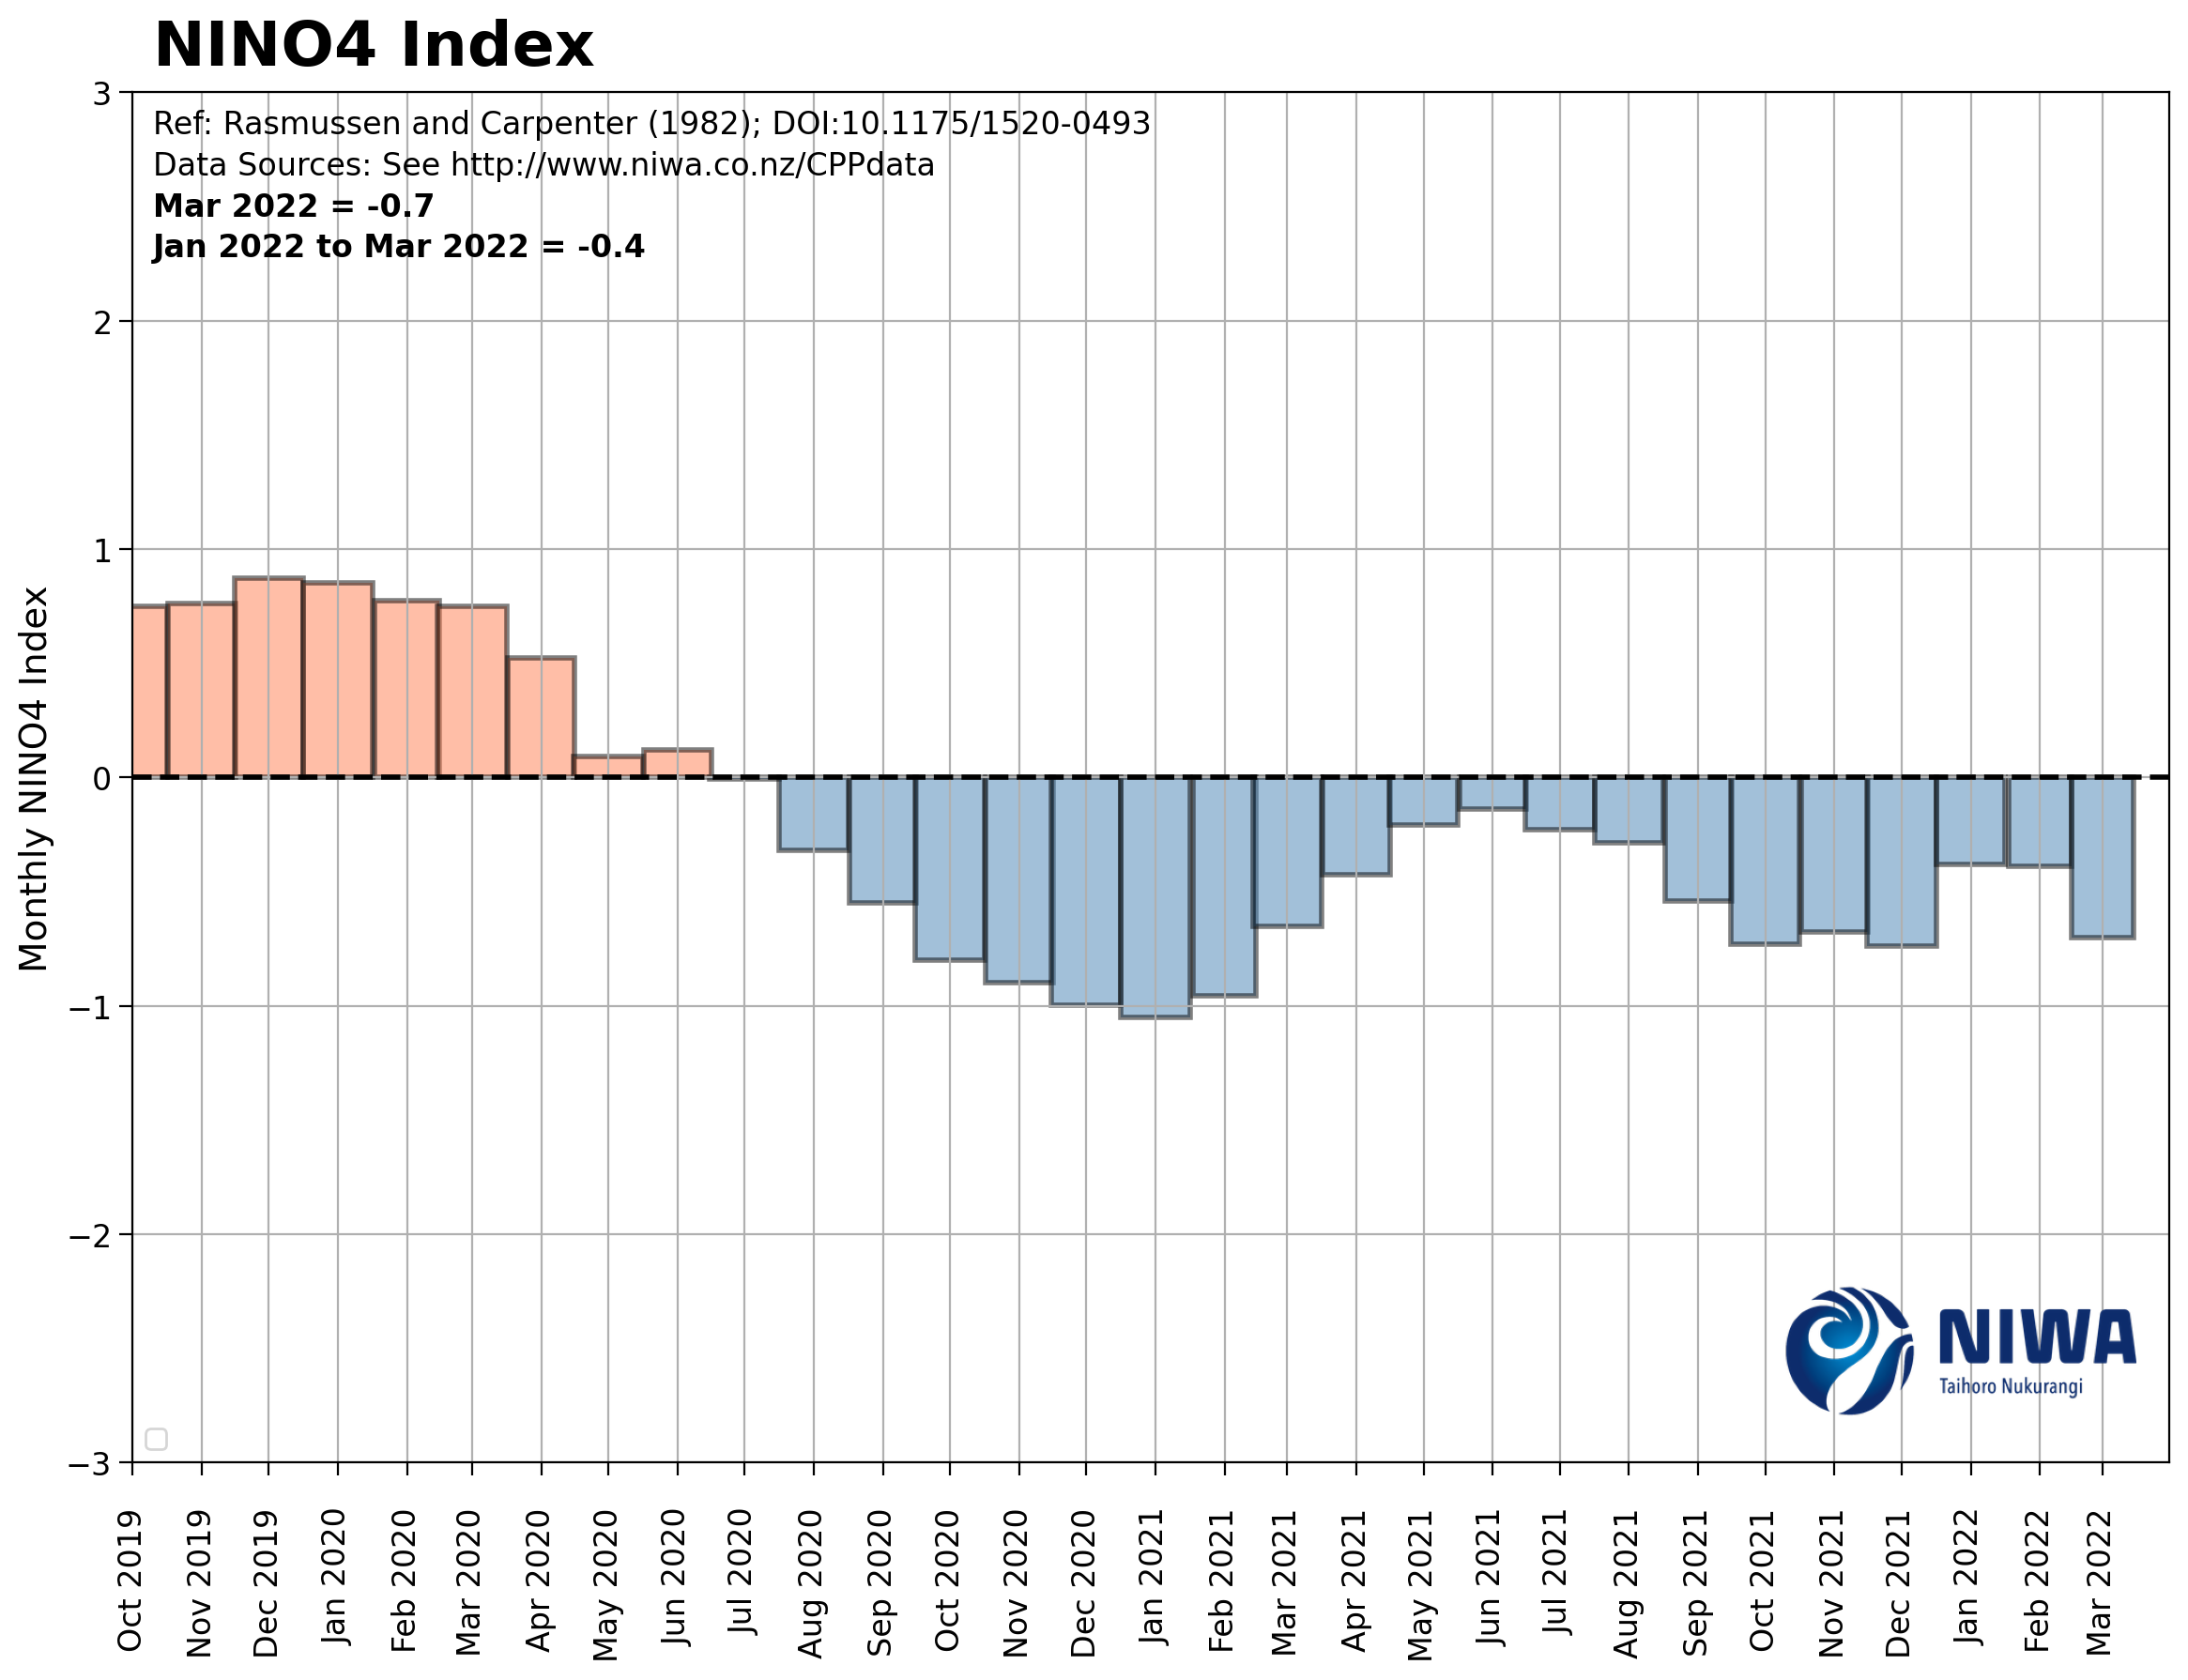 NINO4 Index
Ref: Rasmussen and Carpenter (1982); DOI:10.1175/1520-0493
Data Sources: See http://www.niwa.co.nz/CPPdata
Mar 2022 = -0.7
Jan 2022 to Mar 2022 = -0.4
Monthly NINO4 Index
3
2
1
0
−1
−2
−3
NIWA
Taihoro Nukurangi
Oct 2019
Nov 2019
Dec 2019
Jan 2020
Feb 2020
Mar 2020
Apr 2020
May 2020
Jun 2020
Jul 2020
Aug 2020
Sep 2020
Oct 2020
Nov 2020
Dec 2020
Jan 2021
Feb 2021
Mar 2021
Apr 2021
May 2021
Jun 2021
Jul 2021
Aug 2021
Sep 2021
Oct 2021
Nov 2021
Dec 2021
Jan 2022
Feb 2022
Mar 2022